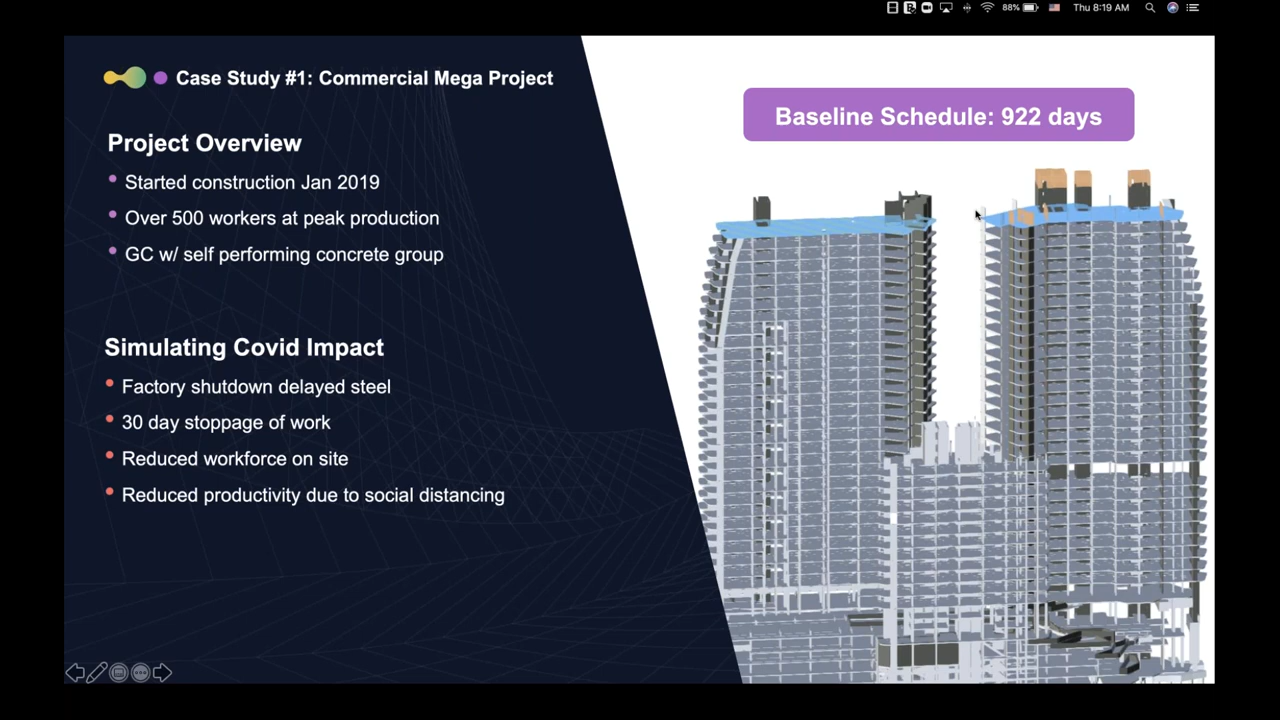 88%
Thu 8:19 AM
Case Study #1: Commercial Mega Project
Project Overview
Started construction Jan 2019
Over 500 workers at peak production
GC w/ self performing concrete group
Simulating Covid Impact
Factory shutdown delayed steel
30 day stoppage of work
Reduced workforce on site
Reduced productivity due to social distancing
Baseline Schedule: 922 days